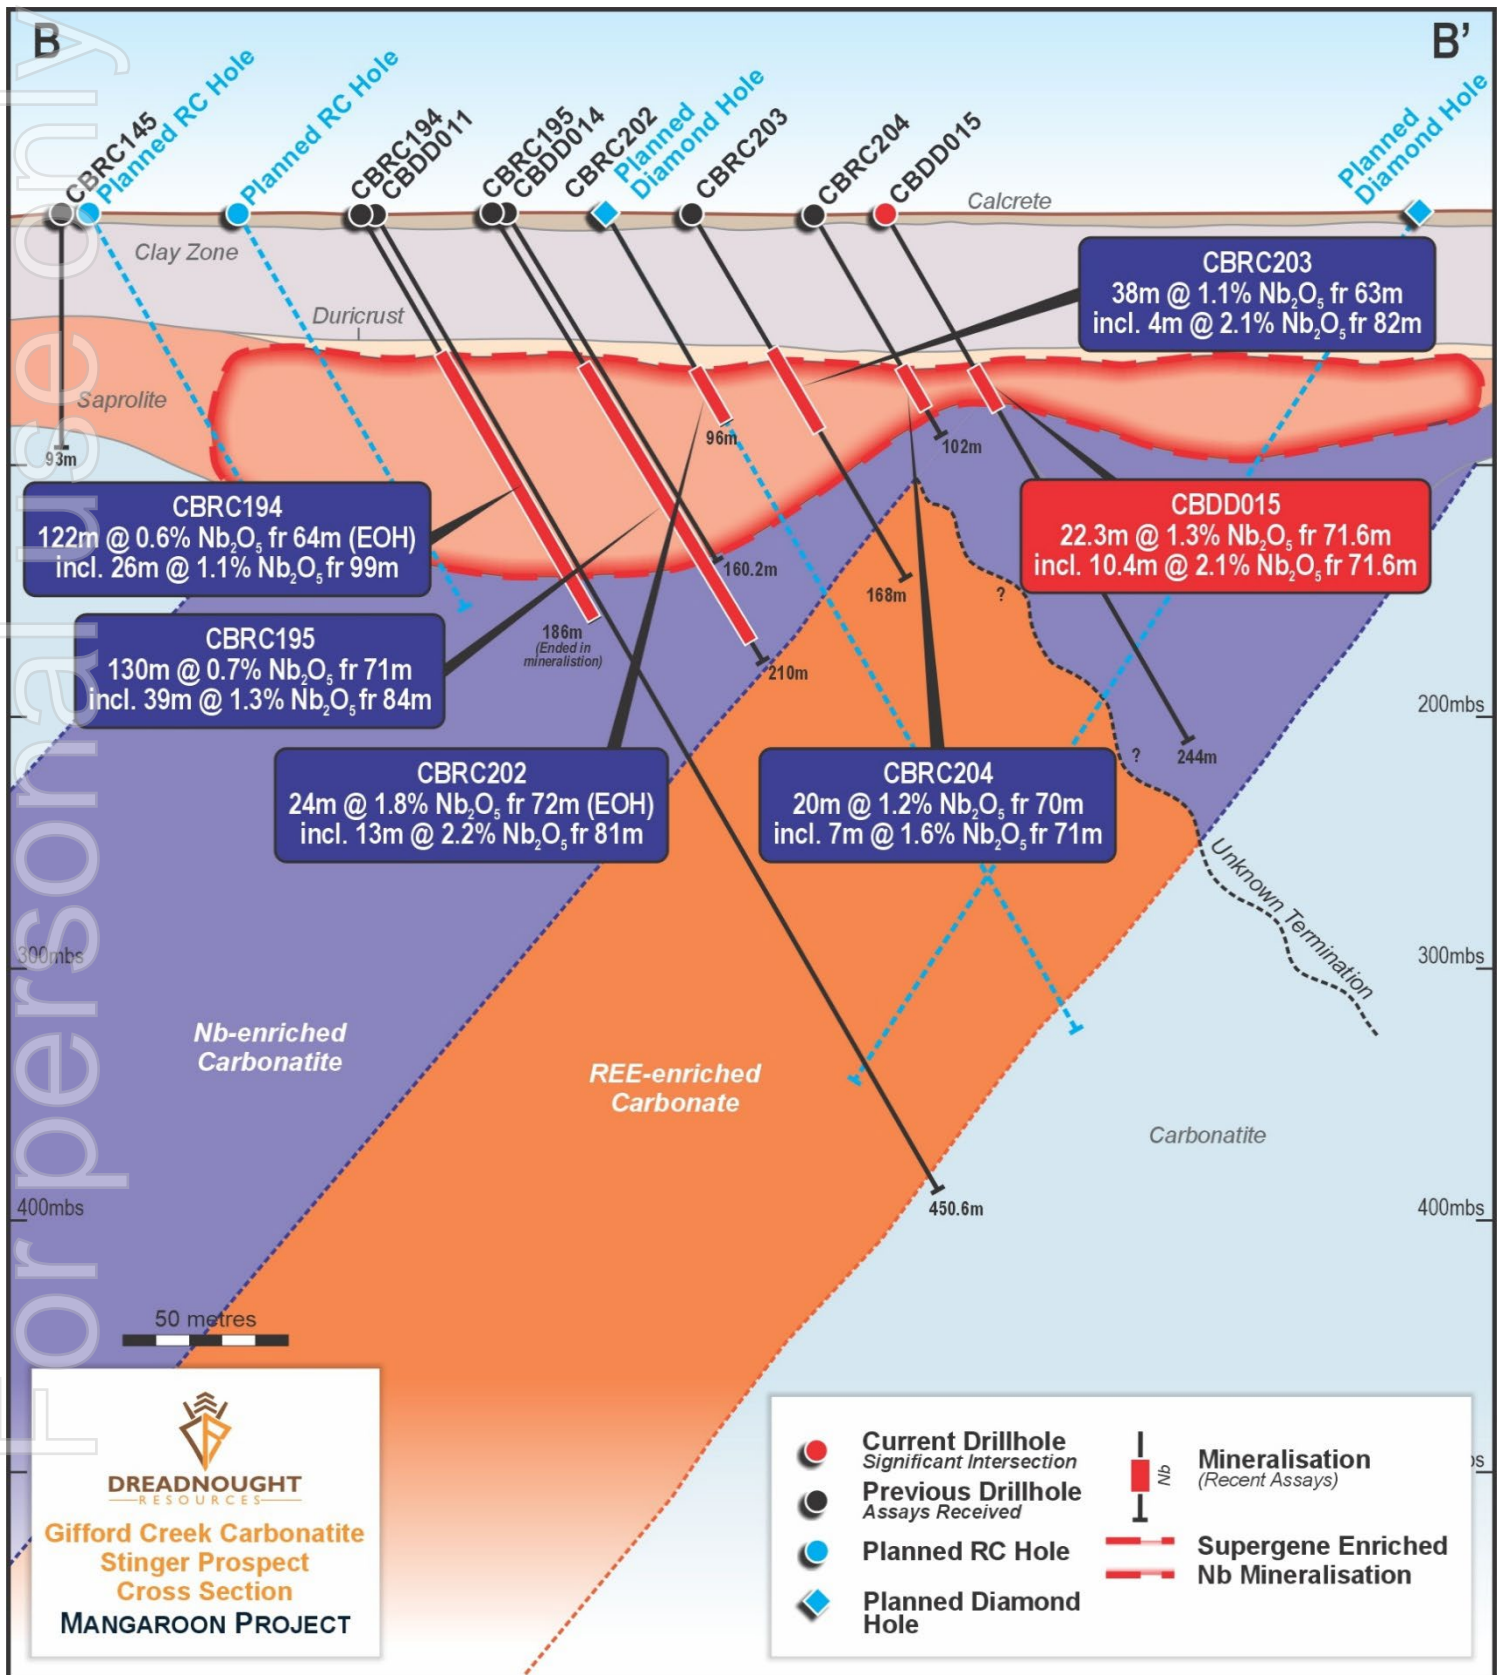 For personal use only
B
B'
CBRC145
Planned RC Hole
Planned RC Hole
CBRC194
CBDD011
CBRC195
CBDD014
CBRC202
Planned
Diamond Hole
CBRC203
CBRC204
CBDD015
Planned
Diamond Hole
Calcrete
Clay Zone
Duricrust
Saprolite
CBRC203
38m @ 1.1% Nb₂O₅ fr 63m
incl. 4m @ 2.1% Nb₂O₅ fr 82m
93m
96m
102m
CBRC194
122m @ 0.6% Nb₂O₅ fr 64m (EOH)
incl. 26m @ 1.1% Nb₂O₅ fr 99m
CBDD015
22.3m @ 1.3% Nb₂O₅ fr 71.6m
incl. 10.4m @ 2.1% Nb₂O₅ fr 71.6m
160.2m
168m
?
186m
(Ended in
mineralistion)
CBRC195
130m @ 0.7% Nb₂O₅ fr 71m
incl. 39m @ 1.3% Nb₂O₅ fr 84m
210m
200mbs
?
244m
CBRC202
24m @ 1.8% Nb₂O₅ fr 72m (EOH)
incl. 13m @ 2.2% Nb₂O₅ fr 81m
CBRC204
20m @ 1.2% Nb₂O₅ fr 70m
incl. 7m @ 1.6% Nb₂O₅ fr 71m
Unknown Termination
300mbs
300mbs
Nb-enriched
Carbonatite
REE-enriched
Carbonate
Carbonatite
400mbs
450.6m
400mbs
50 metres
DREADNOUGHT
RESOURCES
Gifford Creek Carbonatite
Stinger Prospect
Cross Section
MANGAROON PROJECT
Current Drillhole
Significant Intersection
Previous Drillhole
Assays Received
Planned RC Hole
Planned Diamond
Hole
Nb
Mineralisation
(Recent Assays)
Supergene Enriched
Nb Mineralisation